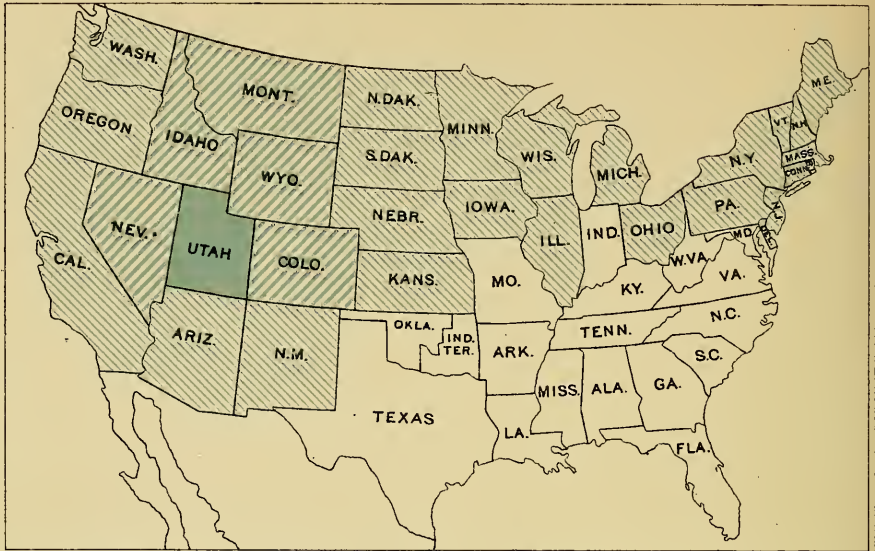 WASH.
OREGON
CAL.
IDAHO
NEV.
MONT.
WYO.
UTAH
COLO.
ARIZ.
N.M.
N.DAK.
S.DAK.
NEBR.
KANS.
OKLA.
IND.
TER.
TEXAS
MINN.
IOWA.
MO.
ARK.
LA.
WIS.
ILL.
MICH.
IND.
OHIO
KY.
TENN.
MISS.
ALA.
GA.
FLA.
S.C.
N.C.
VA.
W.VA.
MD.
DEL.
PA.
N.J.
N.Y.
CONN.
R.I.
MASS.
VT.
N.H.
ME.